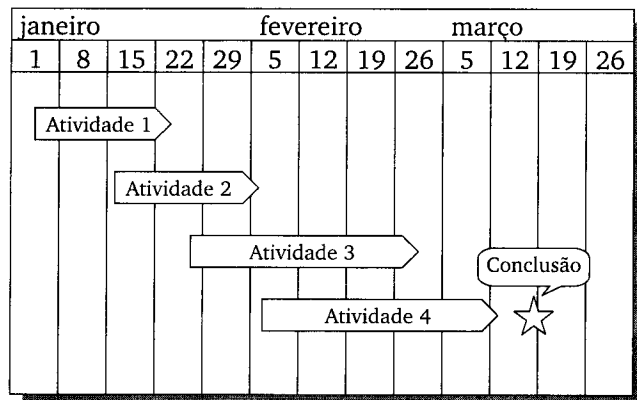 janeiro fevereiro março
1 8 15 22 29 5 12 19 26 5 12 19 26
Atividade 1
Atividade 2
Atividade 3
Conclusão
Atividade 4